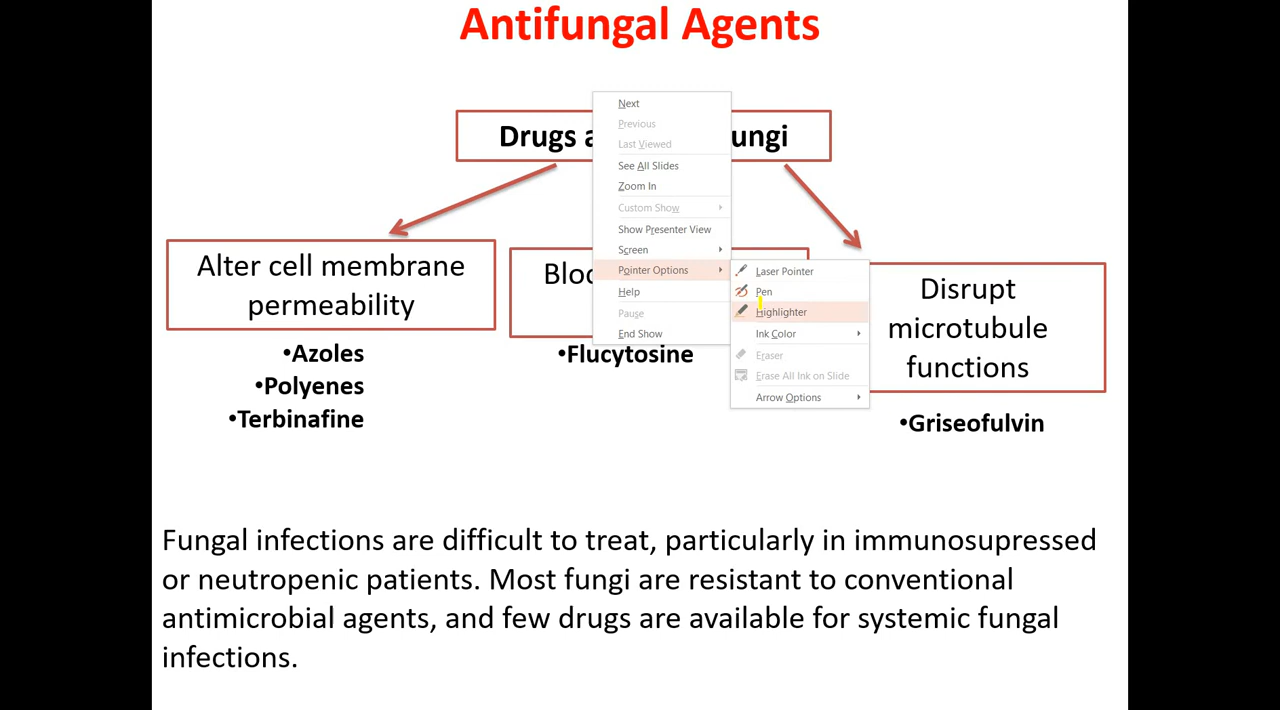 Antifungal Agents
Drugs
ungi
Next
Previous
Last Viewed
See All Slides
Zoom In
Custom Show
Show Presenter View
Screen
Pointer Options
Help
Pause
End Show
Laser Pointer
Pen
Highlighter
Ink Color
Eraser
Erase All Ink on Slide
Arrow Options
Alter cell membrane
permeability
•Azoles
•Polyenes
•Terbinafine
•Flucytosine
Disrupt
microtubule
functions
•Griseofulvin
Fungal infections are difficult to treat, particularly in immunosupressed
or neutropenic patients. Most fungi are resistant to conventional
antimicrobial agents, and few drugs are available for systemic fungal
infections.